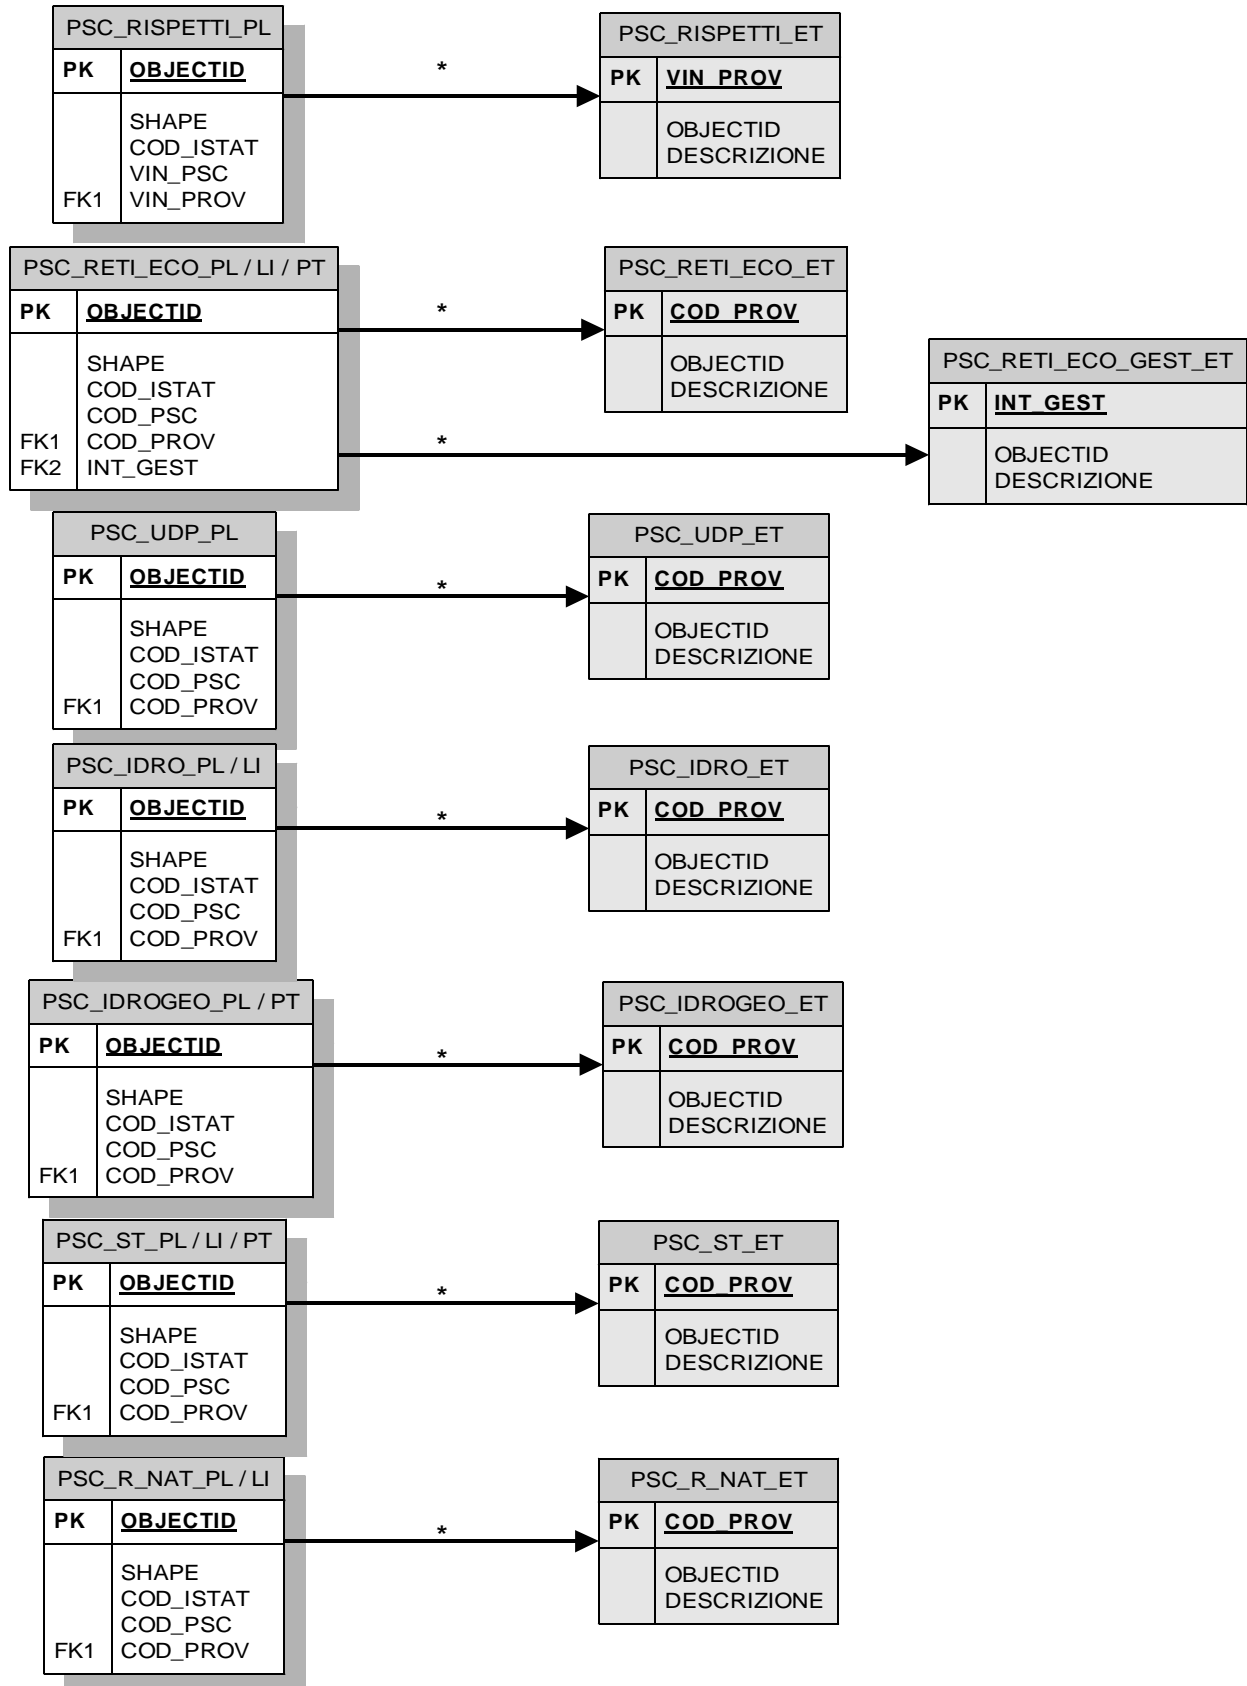 PSC_RISPETTI_PL
PK OBJECTID
SHAPE
COD_ISTAT
VIN_PSC
FK1 VIN_PROV
*
PSC_RISPETTI_ET
PK VIN_PROV
OBJECTID
DESCRIZIONE
PSC_RETI_ECO_PL / LI / PT
PK OBJECTID
SHAPE
COD_ISTAT
COD_PSC
FK1 COD_PROV
FK2 INT_GEST
*
*
PSC_RETI_ECO_ET
PK COD_PROV
OBJECTID
DESCRIZIONE
PSC_RETI_ECO_GEST_ET
PK INT_GEST
OBJECTID
DESCRIZIONE
PSC_UDP_PL
PK OBJECTID
SHAPE
COD_ISTAT
COD_PSC
FK1 COD_PROV
*
PSC_UDP_ET
PK COD_PROV
OBJECTID
DESCRIZIONE
PSC_IDRO_PL / LI
PK OBJECTID
SHAPE
COD_ISTAT
COD_PSC
FK1 COD_PROV
*
PSC_IDRO_ET
PK COD_PROV
OBJECTID
DESCRIZIONE
PSC_IDROGEO_PL / PT
PK OBJECTID
SHAPE
COD_ISTAT
COD_PSC
FK1 COD_PROV
*
PSC_IDROGEO_ET
PK COD_PROV
OBJECTID
DESCRIZIONE
PSC_ST_PL / LI / PT
PK OBJECTID
SHAPE
COD_ISTAT
COD_PSC
FK1 COD_PROV
*
PSC_ST_ET
PK COD_PROV
OBJECTID
DESCRIZIONE
PSC_R_NAT_PL / LI
PK OBJECTID
SHAPE
COD_ISTAT
COD_PSC
FK1 COD_PROV
*
PSC_R_NAT_ET
PK COD_PROV
OBJECTID
DESCRIZIONE